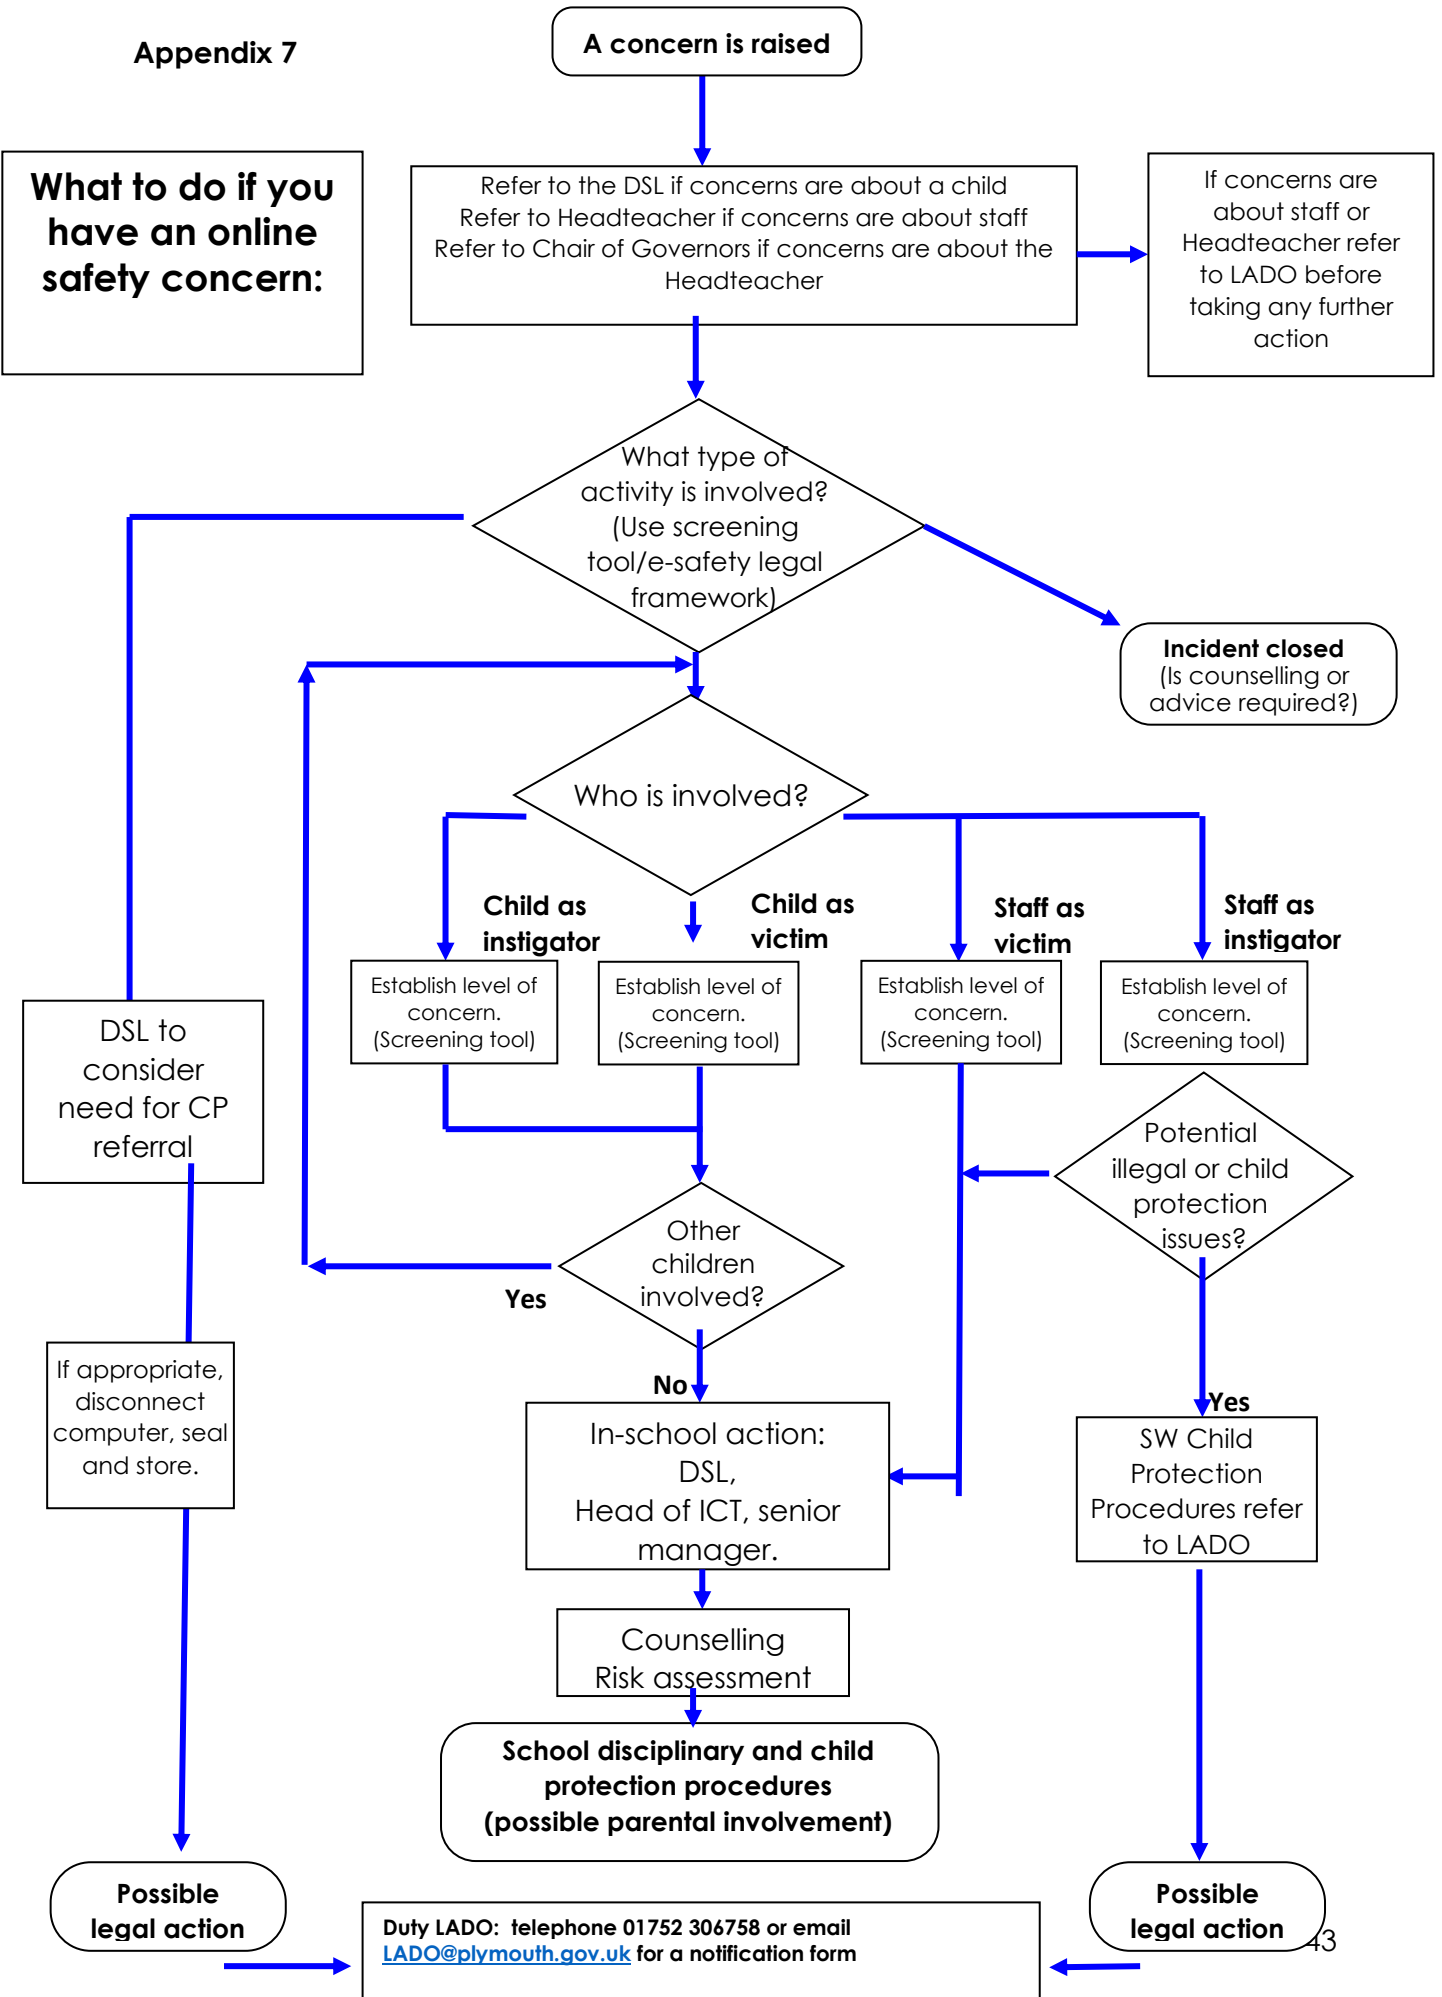 Appendix 7
A concern is raised
What to do if you
have an online
safety concern:
Refer to the DSL if concerns are about a child
Refer to Headteacher if concerns are about staff
Refer to Chair of Governors if concerns are about the
Headteacher
If concerns are
about staff or
Headteacher refer
to LADO before
taking any further
action
What type of
activity is involved?
(Use screening
tool/e-safety legal
framework)
Incident closed
(Is counselling or
advice required?)
Who is involved?
Child as
instigator
Child as
victim
Staff as
victim
Staff as
instigator
Establish level of
concern.
(Screening tool)
Establish level of
concern.
(Screening tool)
Establish level of
concern.
(Screening tool)
Establish level of
concern.
(Screening tool)
DSL to
consider
need for CP
referral
Potential
illegal or child
protection
issues?
Other
children
involved?
Yes
If appropriate,
disconnect
computer, seal
and store.
No
Yes
In-school action:
DSL,
Head of ICT, senior
manager.
SW Child
Protection
Procedures refer
to LADO
Counselling
Risk assessment
School disciplinary and child
protection procedures
(possible parental involvement)
Possible
legal action
Possible
legal action
Duty LADO: telephone 01752 306758 or email
LADO@plymouth.gov.uk for a notification form
43